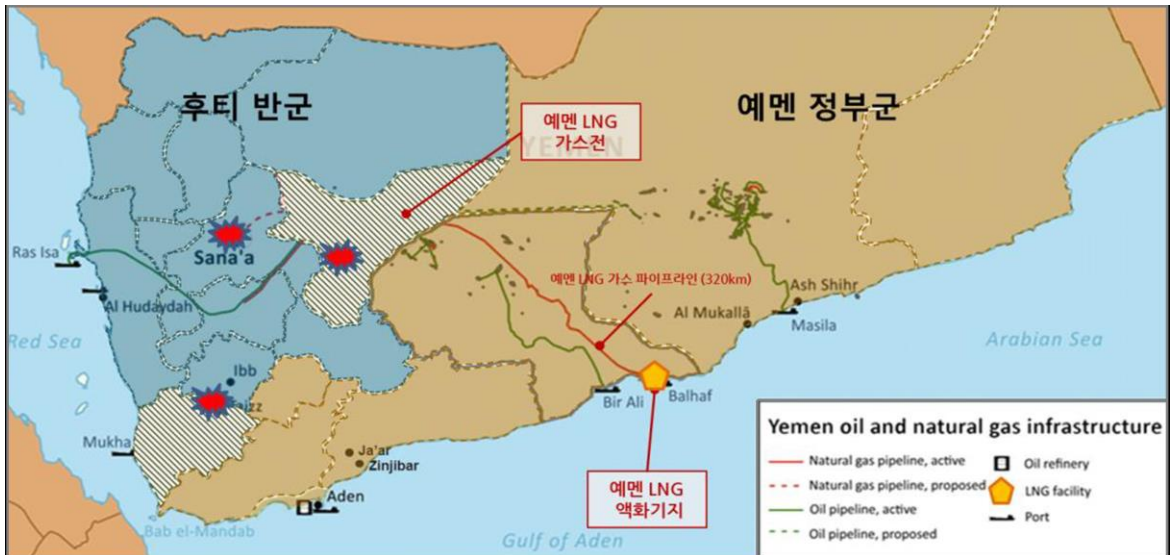 후티 반군
예멘 정부군
예멘 LNG
가스전
YEMEN
Sana'a
Ras Isa
Al Hudaydah
Red Sea
예멘 LNG 가스 파이프라인 (320km)
Ash Shihr
Al Mukallā
Masila
Arabian Sea
Ibb
Bir Ali
Balhaf
Mukha
Ja'ar
Zinjibar
Aden
예멘 LNG
액화기지
Bab el-Mandab
Gulf of Aden
Yemen oil and natural gas infrastructure
Natural gas pipeline, active
Natural gas pipeline, proposed
Oil pipeline, active
Oil pipeline, proposed
Oil refinery
LNG facility
Port